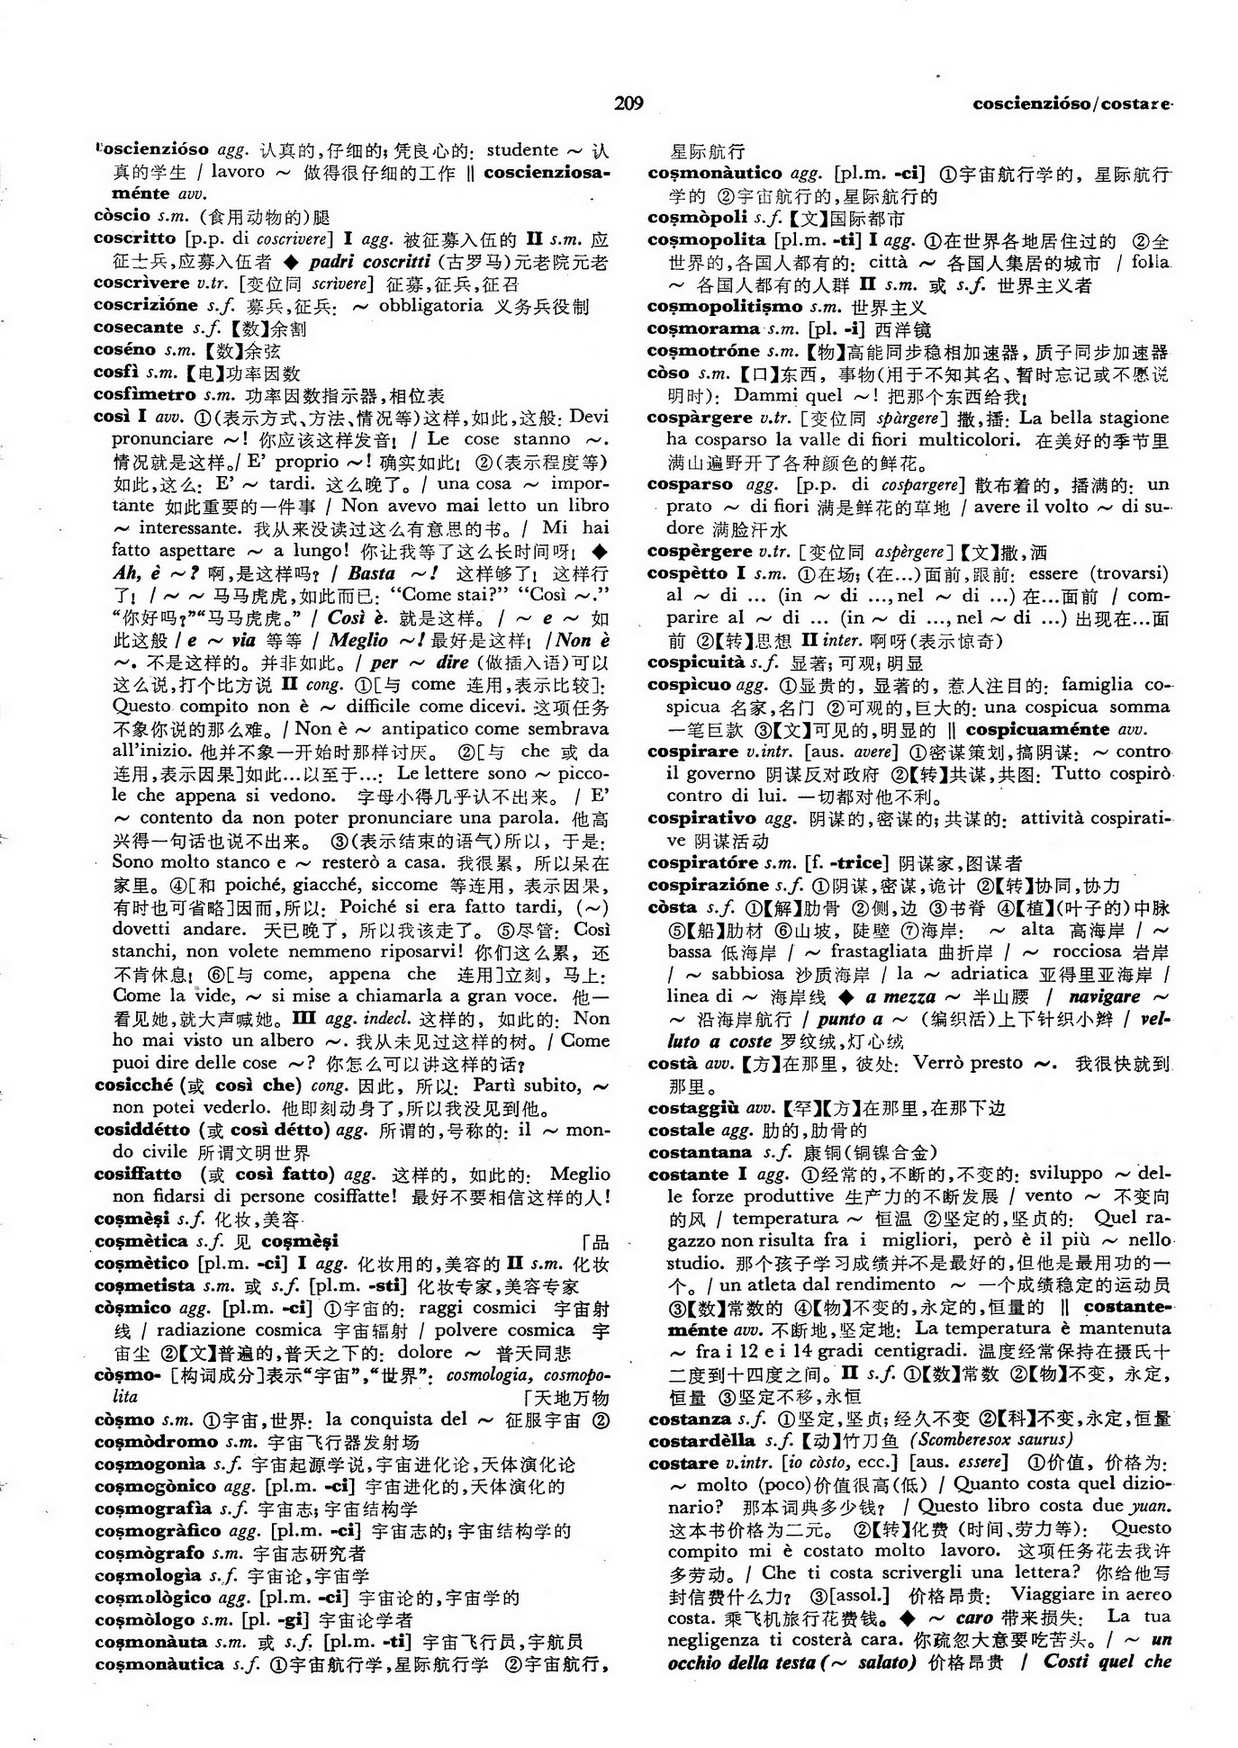 209
coscienzióso/costare
coscienzióso agg. 认真的,仔细的; 凭良心的: studente ～ 认
真的学生 / lavoro ～ 做得很仔细的工作 ‖ coscienziosa-
ménte avv.
còscio s.m. (食用动物的)腿
coscritto [p.p. di coscrivere] I agg. 被征募入伍的 II s.m. 应
征士兵,应募入伍者 ◆ padri coscritti (古罗马)元老院元老
coscrìvere v.tr. [变位同 scrìvere] 征募,征兵,征召
coscrizióne s.f. 募兵,征兵: ～ obbligatoria 义务兵役制
cosecante s.f.【数】余割
coséno s.m.【数】余弦
cosfì s.m.【电】功率因数
cosfìmetro s.m. 功率因数指示器,相位表
così I avv. ①(表示方式、方法、情况等)这样,如此,这般: Devi
pronunciare ～! 你应该这样发音! / Le cose stanno ～.
情况就是这样。/ E' proprio ～! 确实如此! ②(表示程度等)
如此,这么: E' ～ tardi. 这么晚了。/ una cosa ～ impor-
tante 如此重要的一件事 / Non avevo mai letto un libro
～ interessante. 我从来没读过这么有意思的书。/ Mi hai
fatto aspettare ～ a lungo! 你让我等了这么长时间呀! ◆
Ah, è ～? 啊,是这样吗? / Basta ～! 这样够了! 这样行
了! / ～ ～ 马马虎虎,如此而已: “Come stai?” “Così ～.”
“你好吗?”“马马虎虎。” / Così è. 就是这样。/ ～ e ～ 如
此这般 / e ～ via 等等 / Meglio ～! 最好是这样! /Non è
～. 不是这样的。并非如此。/ per ～ dire (做插入语)可以
这么说,打个比方说 II cong. ①[与 come 连用,表示比较]:
Questo compito non è ～ difficile come dicevi. 这项任务
不象你说的那么难。/ Non è ～ antipatico come sembrava
all'inizio. 他并不象一开始时那样讨厌。 ②[与 che 或 da
连用,表示因果]如此…以至于…: Le lettere sono ～ picco-
le che appena si vedono. 字母小得几乎认不出来。/ E'
～ contento da non poter pronunciare una parola. 他高
兴得一句话也说不出来。 ③(表示结束的语气)所以, 于是:
Sono molto stanco e ～ resterò a casa. 我很累, 所以呆在
家里。④[和 poiché, giacché, siccome 等连用, 表示因果,
有时也可省略]因而,所以: Poiché si era fatto tardi, (～)
dovetti andare. 天已晚了, 所以我该走了。⑤尽管: Così
stanchi, non volete nemmeno riposarvi! 你们这么累, 还
不肯休息! ⑥[与 come, appena che 连用]立刻, 马上:
Come la vide, ～ si mise a chiamarla a gran voce. 他一
看见她,就大声喊她。III agg. indecl. 这样的, 如此的: Non
ho mai visto un albero ～. 我从未见过这样的树。/ Come
puoi dire delle cose ～? 你怎么可以讲这样的话?
cosicché (或 così che) cong. 因此, 所以: Partì subito, ～
non potei vederlo. 他即刻动身了,所以我没见到他。
cosiddétto (或 così détto) agg. 所谓的,号称的: il ～ mon-
do civile 所谓文明世界
cosiffatto (或 così fatto) agg. 这样的, 如此的: Meglio
non fidarsi di persone cosiffatte! 最好不要相信这样的人!
coṣmèṣi s.f. 化妆,美容
coṣmètica s.f. 见 coṣmèṣi 「品
coṣmètico [pl.m. -ci] I agg. 化妆用的,美容的 II s.m. 化妆
coṣmetista s.m. 或 s.f. [pl.m. -sti] 化妆专家,美容专家
còṣmico agg. [pl.m. -ci] ①宇宙的: raggi cosmici 宇宙射
线 / radiazione cosmica 宇宙辐射 / polvere cosmica 宇
宙尘 ②【文】普遍的,普天之下的: dolore ～ 普天同悲
còṣmo- [构词成分]表示“宇宙”,“世界”: cosmologia, cosmopo-
lita 「天地万物
còṣmo s.m. ①宇宙,世界: la conquista del ～ 征服宇宙 ②
coṣmòdromo s.m. 宇宙飞行器发射场
coṣmogonìa s.f. 宇宙起源学说,宇宙进化论,天体演化论
coṣmogònico agg. [pl.m. -ci] 宇宙进化的,天体演化的
coṣmografìa s.f. 宇宙志; 宇宙结构学
coṣmogràfico agg. [pl.m. -ci] 宇宙志的; 宇宙结构学的
coṣmògrafo s.m. 宇宙志研究者
coṣmologìa s.f. 宇宙论,宇宙学
coṣmològico agg. [pl.m. -ci] 宇宙论的,宇宙学的
coṣmòlogo s.m. [pl. -gi] 宇宙论学者
coṣmonàuta s.m. 或 s.f. [pl.m. -ti] 宇宙飞行员,宇航员
coṣmonàutica s.f. ①宇宙航行学,星际航行学 ②宇宙航行,
星际航行
coṣmonàutico agg. [pl.m. -ci] ①宇宙航行学的, 星际航行
学的 ②宇宙航行的,星际航行的
coṣmòpoli s.f.【文】国际都市
coṣmopolita [pl.m. -ti] I agg. ①在世界各地居住过的 ②全
世界的,各国人都有的: città ～ 各国人集居的城市 / folla
～ 各国人都有的人群 II s.m. 或 s.f. 世界主义者
coṣmopolitiṣmo s.m. 世界主义
coṣmorama s.m. [pl. -i] 西洋镜
coṣmotróne s.m.【物】高能同步稳相加速器, 质子同步加速器
còso s.m.【口】东西, 事物(用于不知其名、暂时忘记或不愿说
明时): Dammi quel ～! 把那个东西给我!
cospàrgere v.tr. [变位同 spàrgere] 撒,播: La bella stagione
ha cosparso la valle di fiori multicolori. 在美好的季节里
满山遍野开了各种颜色的鲜花。
cosparso agg. [p.p. di cospargere] 散布着的, 播满的: un
prato ～ di fiori 满是鲜花的草地 / avere il volto ～ di su-
dore 满脸汗水
cospèrgere v.tr. [变位同 aspèrgere]【文】撒,洒
cospètto I s.m. ①在场; (在…)面前,跟前: essere (trovarsi)
al ～ di … (in ～ di …, nel ～ di …) 在…面前 / com-
parire al ～ di … (in ～ di …, nel ～ di …) 出现在…面
前 ②【转】思想 II inter. 啊呀(表示惊奇)
cospicuità s.f. 显著; 可观; 明显
cospìcuo agg. ①显贵的, 显著的, 惹人注目的: famiglia co-
spicua 名家,名门 ②可观的,巨大的: una cospicua somma
一笔巨款 ③【文】可见的,明显的 ‖ cospicuaménte avv.
cospirare v.intr. [aus. avere] ①密谋策划,搞阴谋: ～ contro
il governo 阴谋反对政府 ②【转】共谋,共图: Tutto cospirò
contro di lui. 一切都对他不利。
cospirativo agg. 阴谋的,密谋的; 共谋的: attività cospirati-
ve 阴谋活动
cospiratóre s.m. [f. -trice] 阴谋家,图谋者
cospirazióne s.f. ①阴谋,密谋,诡计 ②【转】协同,协力
còsta s.f. ①【解】肋骨 ②侧,边 ③书脊 ④【植】(叶子的)中脉
⑤【船】肋材 ⑥山坡, 陡壁 ⑦海岸: ～ alta 高海岸 / ～
bassa 低海岸 / ～ frastagliata 曲折岸 / ～ rocciosa 岩岸
/ ～ sabbiosa 沙质海岸 / la ～ adriatica 亚得里亚海岸 /
linea di ～ 海岸线 ◆ a mezza ～ 半山腰 / navigare ～
～ 沿海岸航行 / punto a ～ (编织活)上下针织小辫 / vel-
luto a coste 罗纹绒,灯心绒
costà avv.【方】在那里, 彼处: Verrò presto ～. 我很快就到
那里。
costaggiù avv.【罕】【方】在那里,在那下边
costale agg. 肋的,肋骨的
costantana s.f. 康铜(铜镍合金)
costante I agg. ①经常的,不断的,不变的: sviluppo ～ del-
le forze produttive 生产力的不断发展 / vento ～ 不变向
的风 / temperatura ～ 恒温 ②坚定的,坚贞的: Quel ra-
gazzo non risulta fra i migliori, però è il più ～ nello
studio. 那个孩子学习成绩并不是最好的,但他是最用功的一
个。/ un atleta dal rendimento ～ 一个成绩稳定的运动员
③【数】常数的 ④【物】不变的,永定的,恒量的 ‖ costante-
ménte avv. 不断地,坚定地: La temperatura è mantenuta
～ fra i 12 e i 14 gradi centigradi. 温度经常保持在摄氏十
二度到十四度之间。II s.f. ①【数】常数 ②【物】不变, 永定,
恒量 ③坚定不移,永恒
costanza s.f. ①坚定,坚贞; 经久不变 ②【科】不变,永定,恒量
costardèlla s.f.【动】竹刀鱼 (Scomberesox saurus)
costare v.intr. [io còsto, ecc.] [aus. essere] ①价值, 价格为:
～ molto (poco)价值很高(低) / Quanto costa quel dizio-
nario? 那本词典多少钱? / Questo libro costa due yuan.
这本书价格为二元。 ②【转】化费 (时间、劳力等): Questo
compito mi è costato molto lavoro. 这项任务花去我许
多劳动。/ Che ti costa scrivergli una lettera? 你给他写
封信费什么力? ③[assol.] 价格昂贵: Viaggiare in aereo
costa. 乘飞机旅行花费钱。◆ ～ caro 带来损失: La tua
negligenza ti costerà cara. 你疏忽大意要吃苦头。/ ～ un
occhio della testa (～ salato) 价格昂贵 / Costi quel che